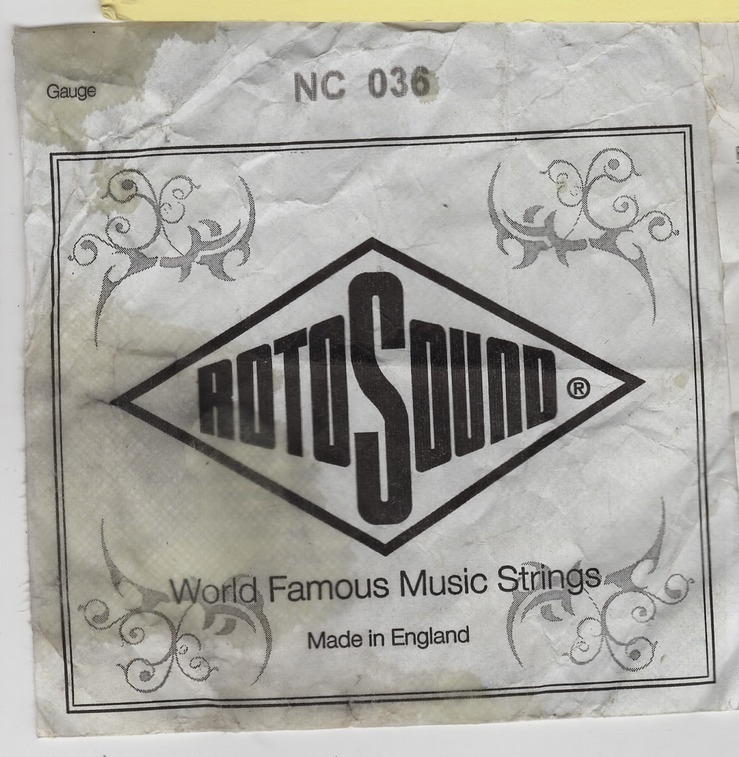 Gauge
NC 036
ROTOSOUND®
World Famous Music Strings
Made in England